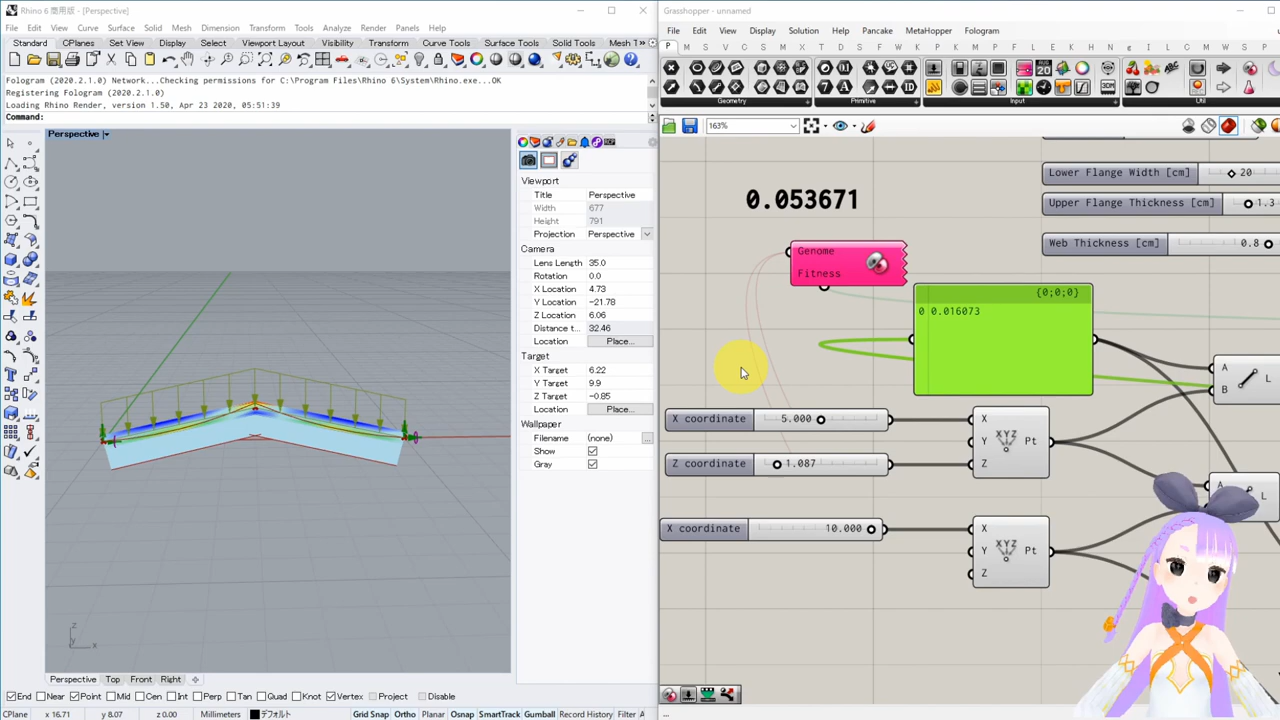 Rhino 6 商用版 - [Perspective]
File Edit View Curve Surface Solid Mesh Dimension Transform Tools Analyze Render Panels Help
Standard CPlanes Set View Display Select Viewport Layout Visibility Transform Curve Tools Surface Tools Solid Tools Mesh T
Fologram (2020.2.1.0) Network...Checking permissions for C:\Program Files\Rhino 6\System\Rhino.exe...OK
Registering Fologram (2020.2.1.0)
Loading Rhino Render, version 1.50, Apr 23 2020, 05:51:39
Command:
Perspective
Viewport
Title Perspective
Width 677
Height 791
Projection Perspective
Camera
Lens Length 35.0
Rotation 0.0
X Location 4.73
Y Location -21.78
Z Location 6.06
Distance t... 32.46
Location Place...
Target
X Target 6.22
Y Target 9.9
Z Target -0.85
Location Place...
Wallpaper
Filename (none) ...
Show
Gray
z
y x
Perspective Top Front Right
End Near Point Mid Cen Int Perp Tan Quad Knot Vertex Project Disable
CPlane x 16.71 y 8.07 z 0.00 Millimeters デフォルト Grid Snap Ortho Planar Osnap SmartTrack Gumball Record History Filter
Grasshopper - unnamed
File Edit View Display Solution Help Pancake MetaHopper Fologram
Geometry Primitive Input Util
163%
0.053671
Genome
Fitness
{0;0;0}
0 0.016073
Lower Flange Width [cm] 20
Upper Flange Thickness [cm] 1.3
Web Thickness [cm] 0.8
A
B
L
X coordinate 5.000
Z coordinate 1.087
X
Y
Z
XYZ
Pt
A
L
X coordinate 10.000
X
Y
Z
XYZ
Pt
...